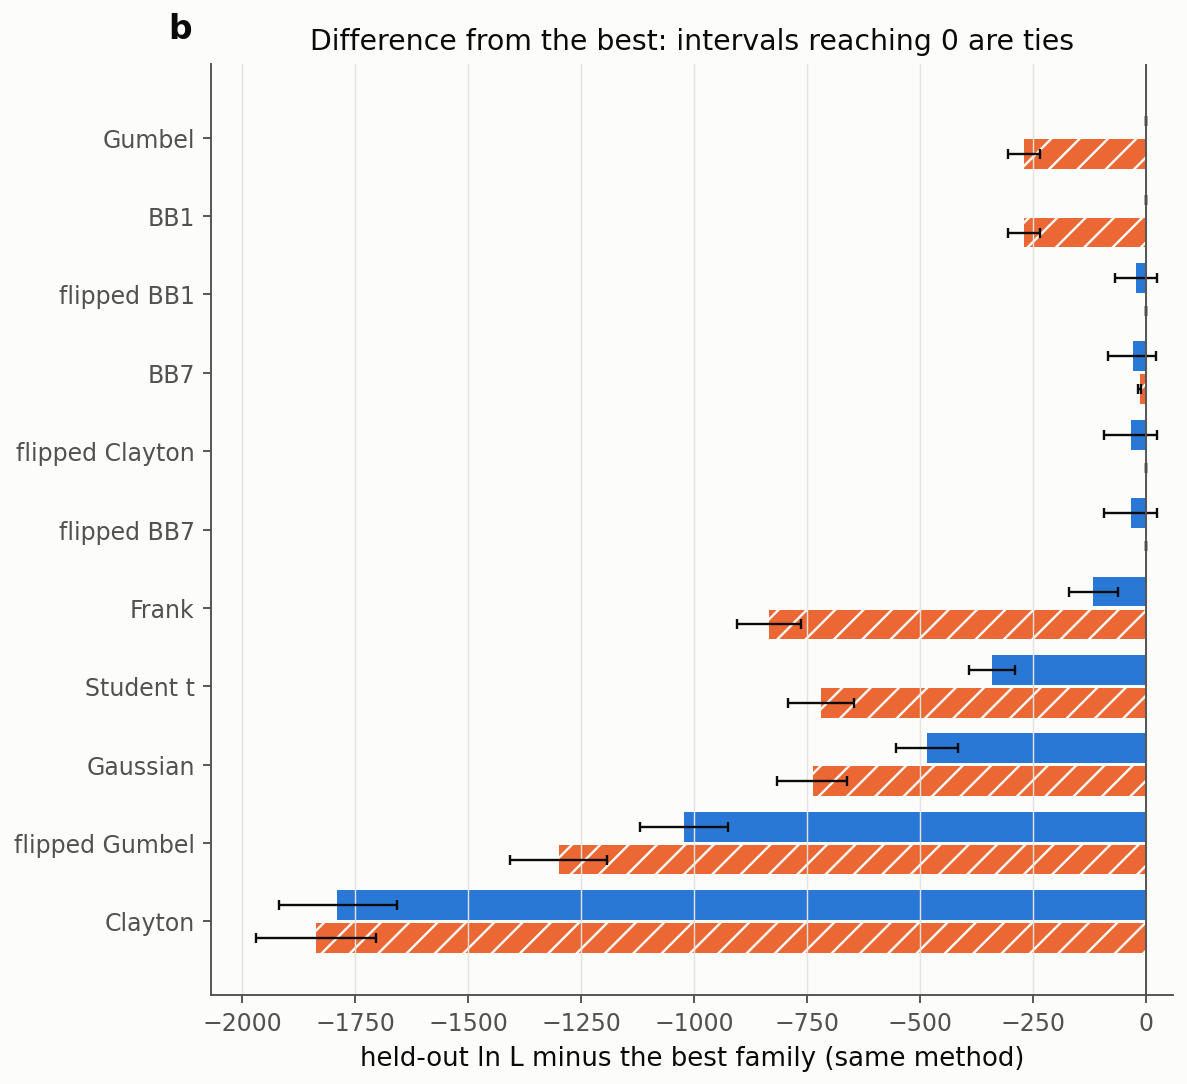 b
Difference from the best: intervals reaching 0 are ties
Gumbel
BB1
flipped BB1
BB7
flipped Clayton
flipped BB7
Frank
Student t
Gaussian
flipped Gumbel
Clayton
−2000 −1750 −1500 −1250 −1000 −750 −500 −250 0
held-out ln L minus the best family (same method)